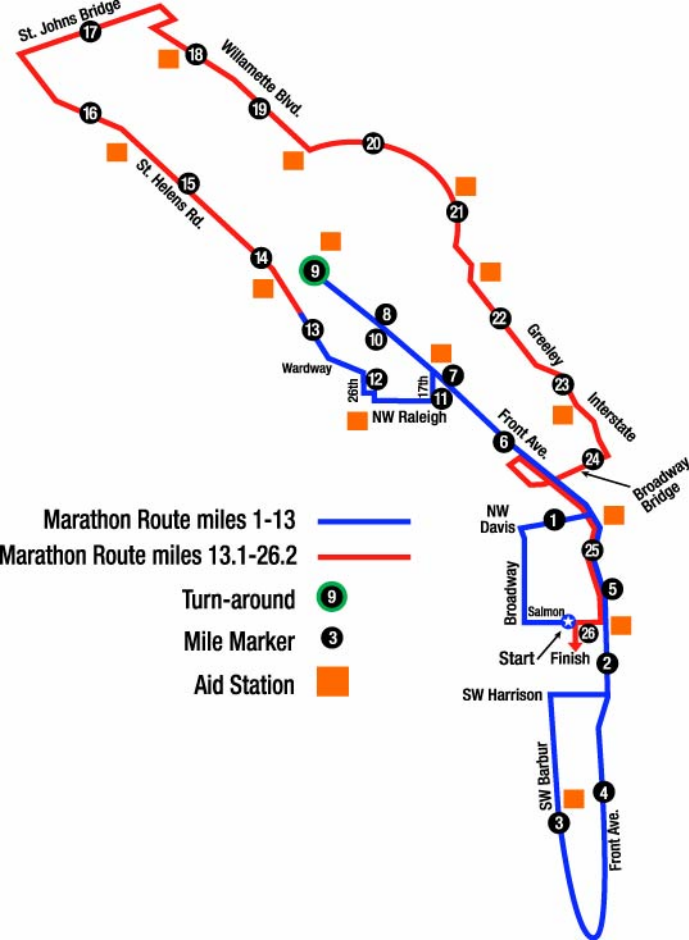 St. Johns Bridge
17
18
Willamette Blvd.
19
16
20
15
St. Helens Rd.
21
14
9
8
22
13
10
Greeley
Wardway
12
26th
17th
7
23
11
NW Raleigh
Interstate
Front Ave.
6
24
Broadway
Bridge
Marathon Route miles 1-13
NW
Davis
1
Marathon Route miles 13.1-26.2
25
Turn-around
9
Broadway
5
Salmon
Mile Marker
3
26
Start
Finish
2
Aid Station
SW Harrison
SW Barbur
4
3
Front Ave.